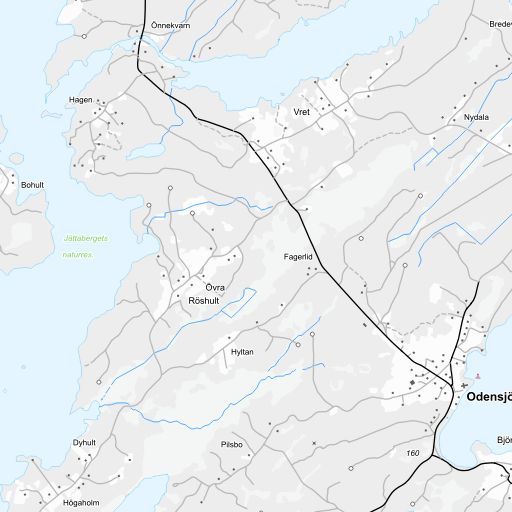 Önnekvarn
Bredev
Hagen
Vret
Nydala
Bohult
Jättabergets
naturres.
Fagerlid
Övra
Röshult
Hyltan
Odensjö
Björ
Dyhult
Pilsbo
160
Högaholm